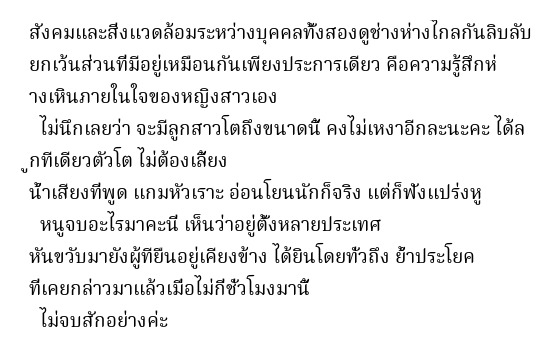 สังคมและสิ่งแวดล้อมระหว่างบุคคลทั้งสองดูช่างห่างไกลกันลิบลับ
ยกเว้นส่วนที่มีอยู่เหมือนกันเพียงประการเดียว คือความรู้สึกห่
างเหินภายในใจของหญิงสาวเอง
ไม่นึกเลยว่า จะมีลูกสาวโตถึงขนาดนี้ คงไม่เหงาอีกละนะคะ ได้ล
ูกทีเดียวตัวโต ไม่ต้องเลี้ยง
น้ำเสียงที่พูด แกมหัวเราะ อ่อนโยนนักก็จริง แต่ก็ฟังแปร่งหู
หนูจบอะไรมาคะนี่ เห็นว่าอยู่ตั้งหลายประเทศ
หันขวับมายังผู้ที่ยืนอยู่เคียงข้าง ได้ยินโดยทั่วถึง ย้ำประโยค
ที่เคยกล่าวมาแล้วเมื่อไม่กี่ชั่วโมงมานี้
ไม่จบสักอย่างค่ะ